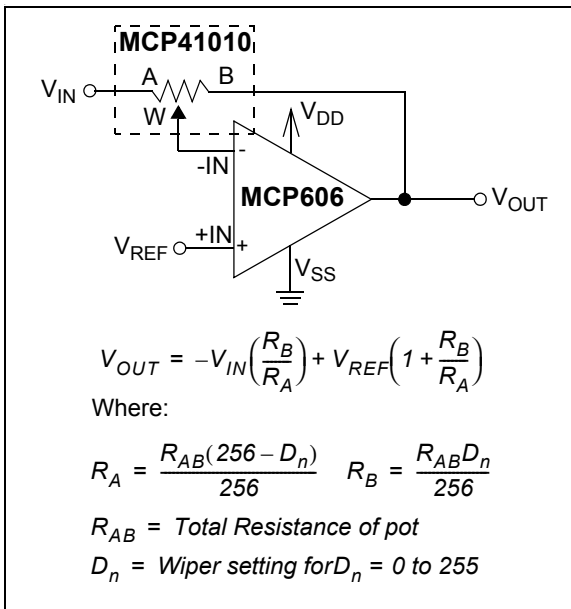 MCP41010
A B
V_IN
W
V_DD
-IN
-
MCP606
V_OUT
V_REF +IN +
V_SS
V_OUT = -V_IN(R_B/R_A) + V_REF(1 + R_B/R_A)
Where:
R_A = R_AB(256 – D_n)/256 R_B = R_AB D_n/256
R_AB = Total Resistance of pot
D_n = Wiper setting forD_n = 0 to 255